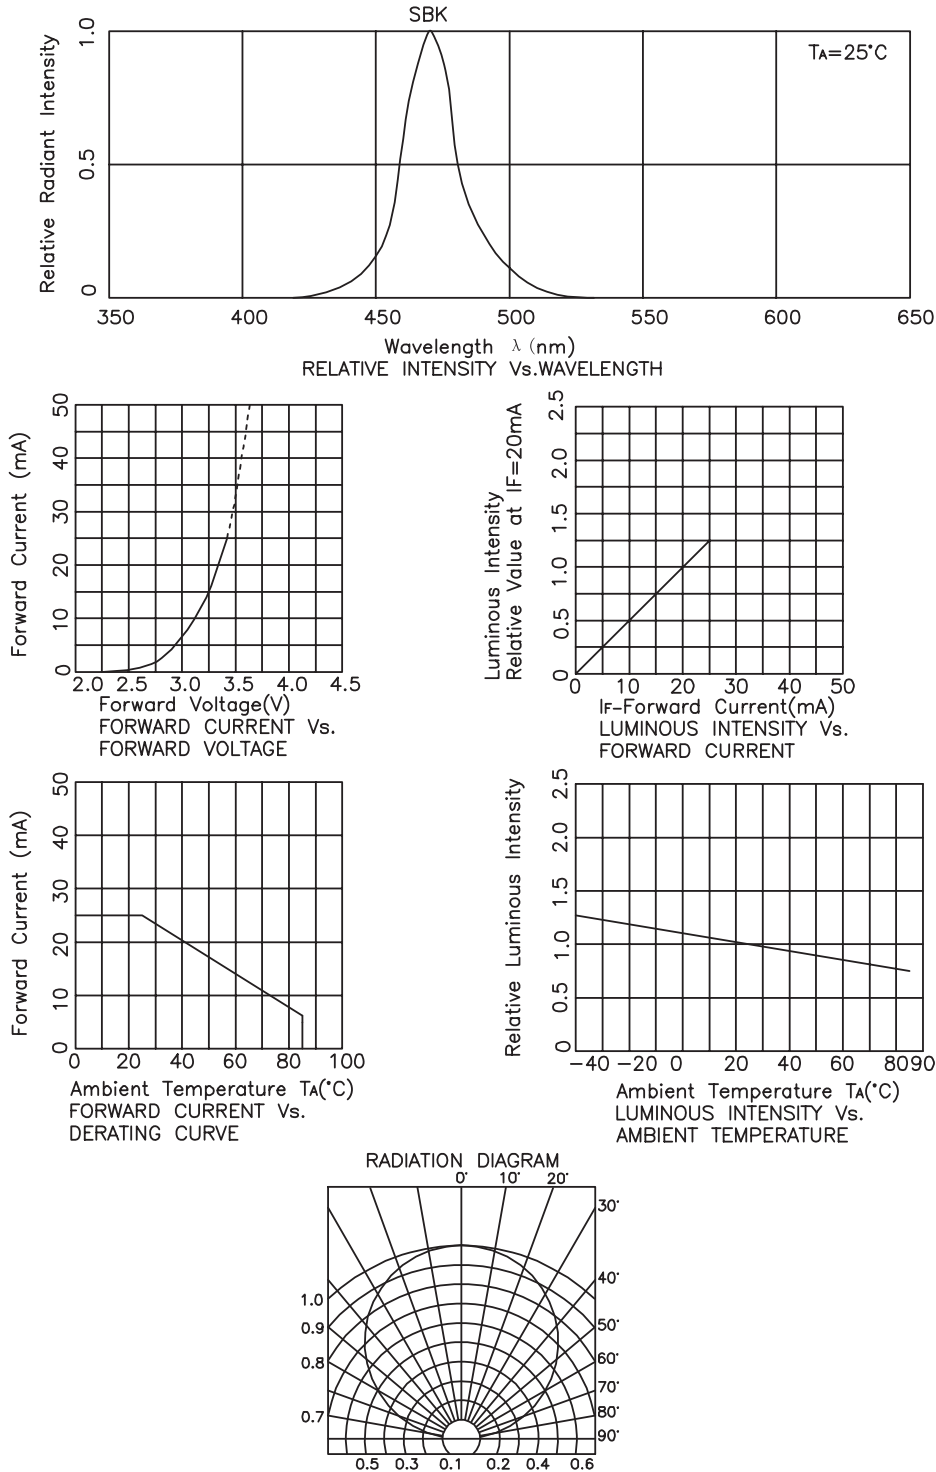 SBK
Relative Radiant Intensity
1.0
0.5
0
TA=25°C
350 400 450 500 550 600 650
Wavelength λ (nm)
RELATIVE INTENSITY Vs.WAVELENGTH
Forward Current (mA)
50
40
30
20
10
0
2.0 2.5 3.0 3.5 4.0 4.5
Forward Voltage(V)
FORWARD CURRENT Vs.
FORWARD VOLTAGE
Luminous Intensity
Relative Value at IF=20mA
2.5
2.0
1.5
1.0
0.5
0
0 10 20 30 40 50
IF-Forward Current(mA)
LUMINOUS INTENSITY Vs.
FORWARD CURRENT
Forward Current (mA)
50
40
30
20
10
0
0 20 40 60 80 100
Ambient Temperature TA(°C)
FORWARD CURRENT Vs.
DERATING CURVE
Relative Luminous Intensity
2.5
2.0
1.5
1.0
0.5
0
-40 -20 0 20 40 60 80 90
Ambient Temperature TA(°C)
LUMINOUS INTENSITY Vs.
AMBIENT TEMPERATURE
RADIATION DIAGRAM
0° 10° 20°
30°
40°
50°
60°
70°
80°
90°
1.0
0.9
0.8
0.7
0.5 0.3 0.1 0.2 0.4 0.6